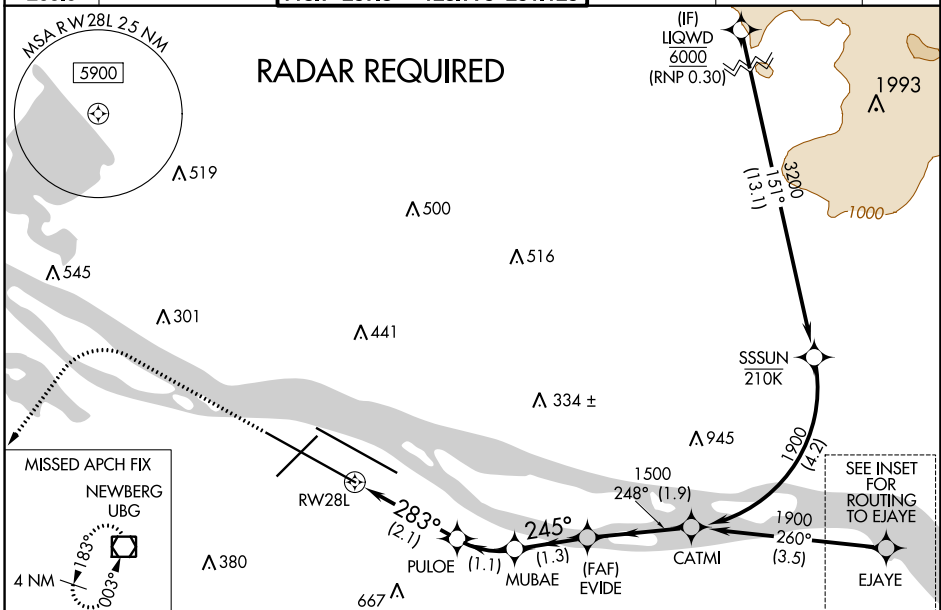 MSA RW28L 25 NM
5900
RADAR REQUIRED
(IF)
LIQWD
6000
(RNP 0.30)
1993
519
500
3200
151°
(13.1)
1000
516
545
301
441
SSSUN
210K
334 ±
945
1900
(4.2)
MISSED APCH FIX
NEWBERG
UBG
183°
003°
4 NM
RW28L
283°
(2.1)
1500
248° (1.9)
245°
(1.3)
(1.1)
PULOE
MUBAE
(FAF)
EVIDE
CATMI
1900
260°
(3.5)
SEE INSET
FOR
ROUTING
TO EJAYE
EJAYE
380
667